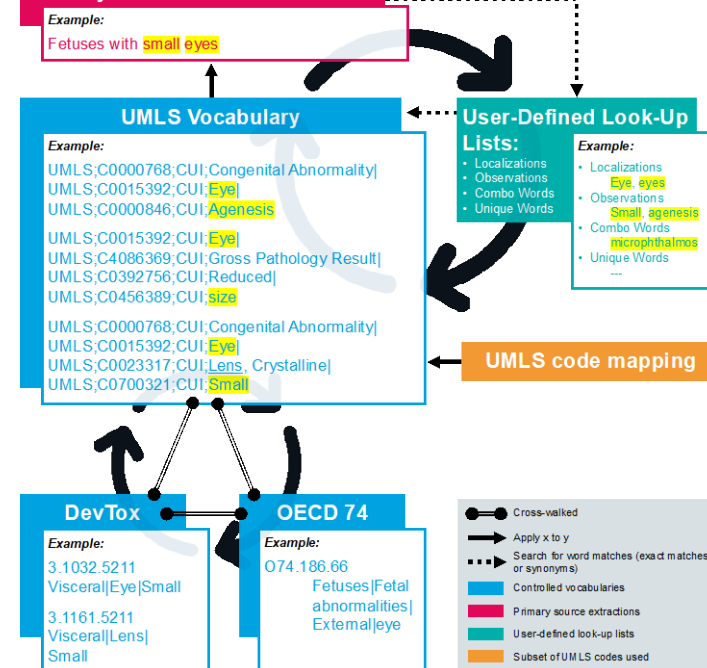 Example:
Fetuses with small eyes
UMLS Vocabulary
Example:
UMLS;C0000768;CUI;Congenital Abnormality|
UMLS;C0015392;CUI;Eye|
UMLS;C0000846;CUI;Agenesis
UMLS;C0015392;CUI;Eye|
UMLS;C4086369;CUI;Gross Pathology Result|
UMLS;C0392756;CUI;Reduced|
UMLS;C0456389;CUI;size
UMLS;C0000768;CUI;Congenital Abnormality|
UMLS;C0015392;CUI;Eye|
UMLS;C0023317;CUI;Lens, Crystalline|
UMLS;C0700321;CUI;Small
User-Defined Look-Up
Lists:
• Localizations
• Observations
• Combo Words
• Unique Words
Example:
• Localizations
Eye, eyes
• Observations
Small, agenesis
• Combo Words
microphthalmos
• Unique Words
---
UMLS code mapping
DevTox
Example:
3.1032.5211
Visceral|Eye|Small
3.1161.5211
Visceral|Lens|
Small
OECD 74
Example:
O74.186.66
Fetuses|Fetal
abnormalities|
External|eye
Cross-walked
Apply x to y
Search for word matches (exact matches
or synonyms)
Controlled vocabularies
Primary source extractions
User-defined look-up lists
Subset of UMLS codes used